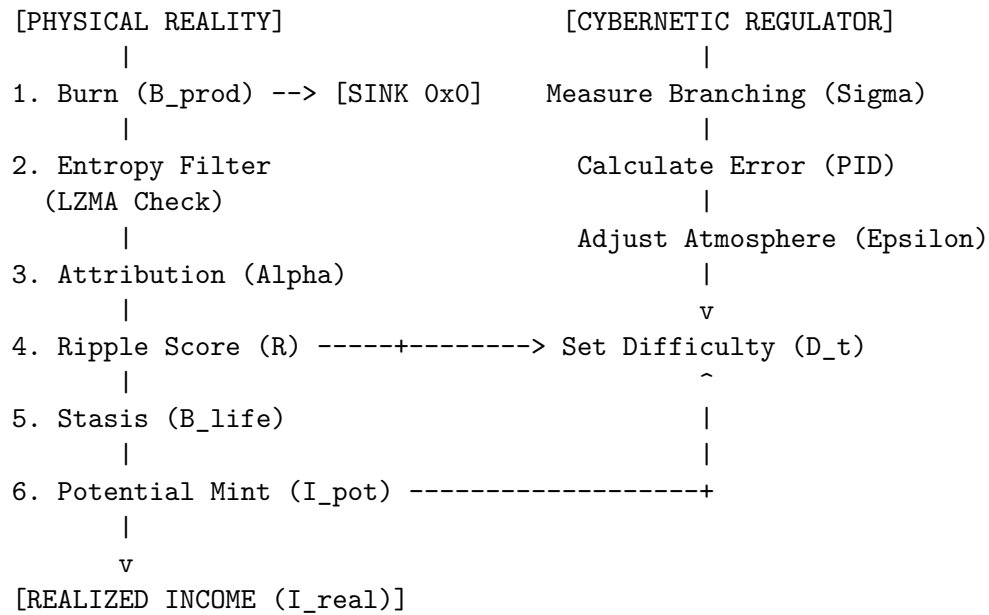 [PHYSICAL REALITY]                  [CYBERNETIC REGULATOR]
       |                                     |
1. Burn (B_prod) --> [SINK 0x0]    Measure Branching (Sigma)
       |                                     |
2. Entropy Filter                    Calculate Error (PID)
  (LZMA Check)                               |
       |                             Adjust Atmosphere (Epsilon)
3. Attribution (Alpha)                       |
       |                                     v
4. Ripple Score (R) -----+--------> Set Difficulty (D_t)
       |                                     ^
5. Stasis (B_life)                           |
       |                                     |
6. Potential Mint (I_pot) -------------------+
       |
       v
[REALIZED INCOME (I_real)]